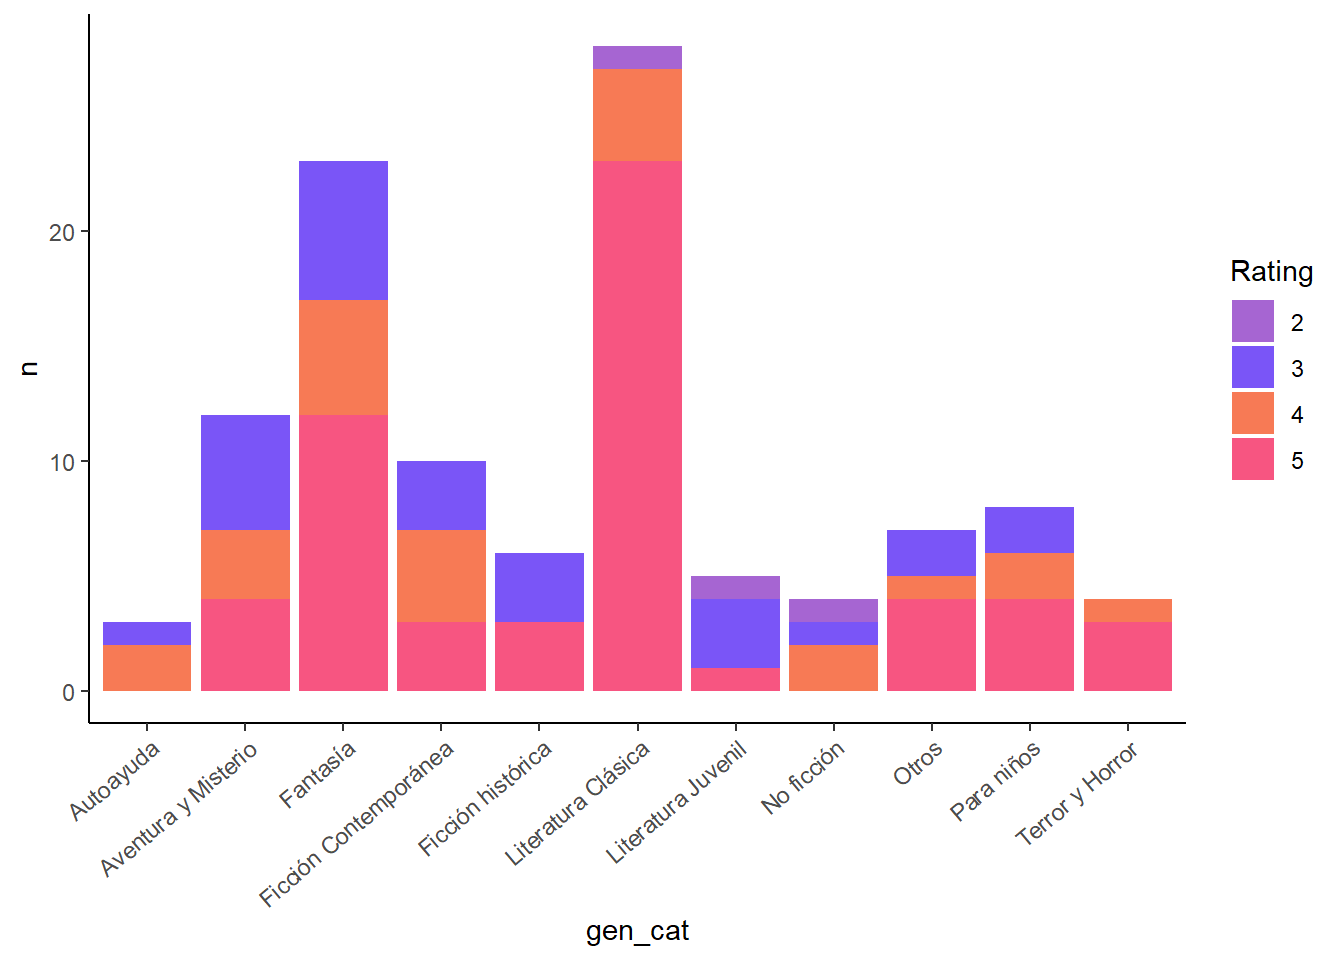 n
20
10
0
Autoayuda
Aventura y Misterio
Fantasía
Ficción Contemporánea
Ficción histórica
Literatura Clásica
Literatura Juvenil
No ficción
Otros
Para niños
Terror y Horror
gen_cat
Rating
2
3
4
5